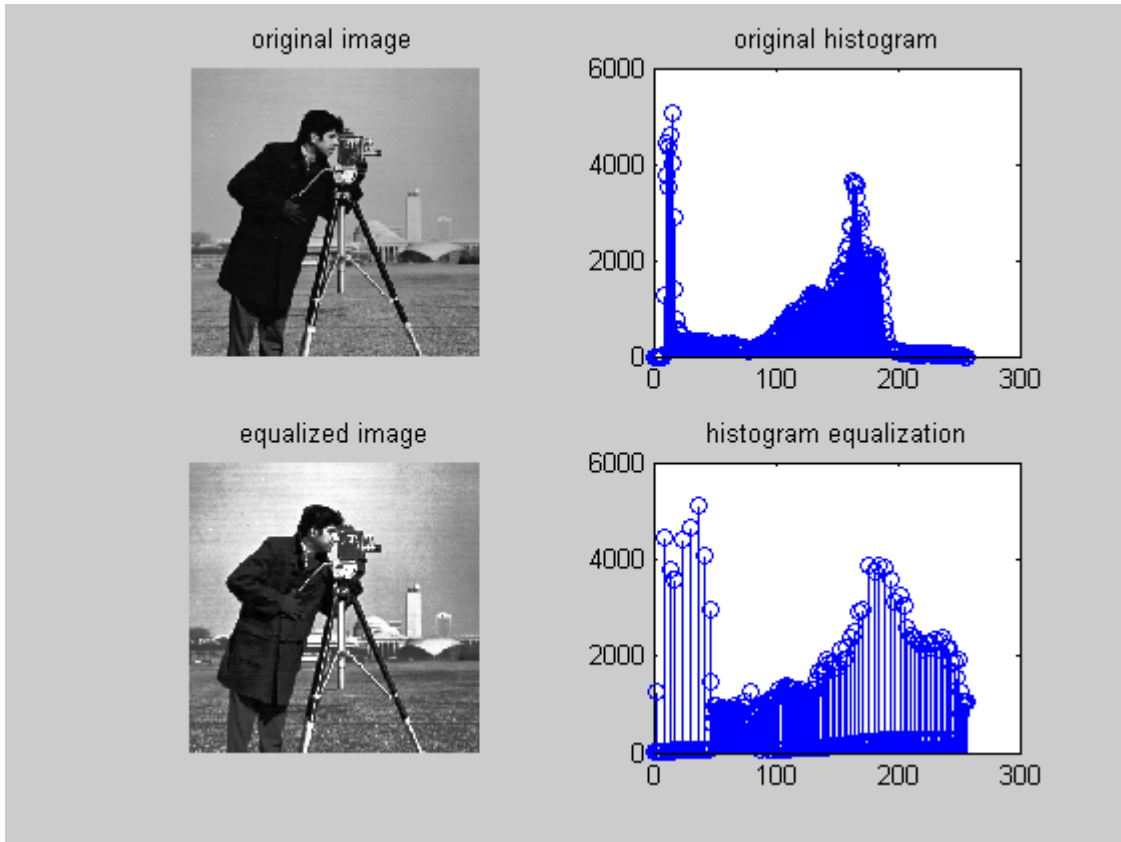 original image
original histogram
6000
4000
2000
0
0 100 200 300
equalized image
histogram equalization
6000
4000
2000
0
0 100 200 300